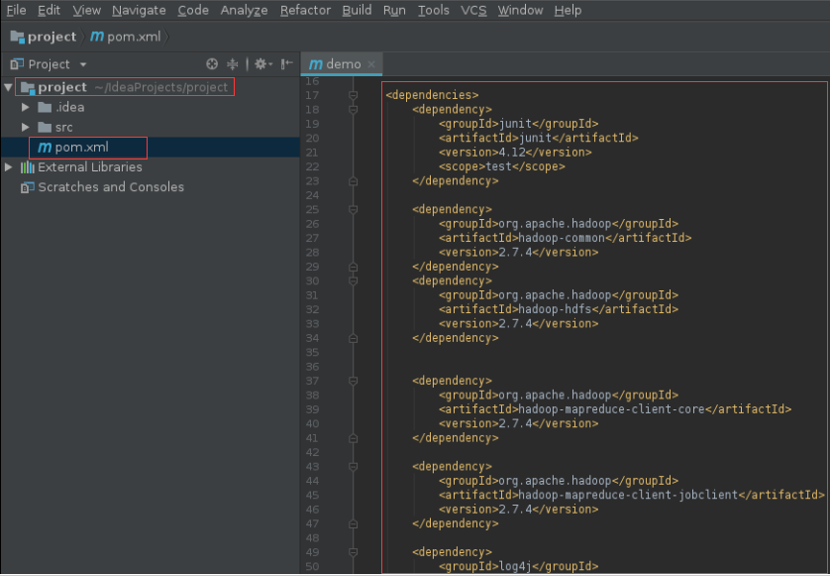 File Edit View Navigate Code Analyze Refactor Build Run Tools VCS Window Help
project pom.xml
Project
demo
project ~/IdeaProjects/project
.idea
src
pom.xml
External Libraries
Scratches and Consoles
16
17 <dependencies>
18 <dependency>
19 <groupId>junit</groupId>
20 <artifactId>junit</artifactId>
21 <version>4.12</version>
22 <scope>test</scope>
23 </dependency>
24
25 <dependency>
26 <groupId>org.apache.hadoop</groupId>
27 <artifactId>hadoop-common</artifactId>
28 <version>2.7.4</version>
29 </dependency>
30 <dependency>
31 <groupId>org.apache.hadoop</groupId>
32 <artifactId>hadoop-hdfs</artifactId>
33 <version>2.7.4</version>
34 </dependency>
35
36
37 <dependency>
38 <groupId>org.apache.hadoop</groupId>
39 <artifactId>hadoop-mapreduce-client-core</artifactId>
40 <version>2.7.4</version>
41 </dependency>
42
43 <dependency>
44 <groupId>org.apache.hadoop</groupId>
45 <artifactId>hadoop-mapreduce-client-jobclient</artifactId>
46 <version>2.7.4</version>
47 </dependency>
48
49 <dependency>
50 <groupId>log4j</groupId>